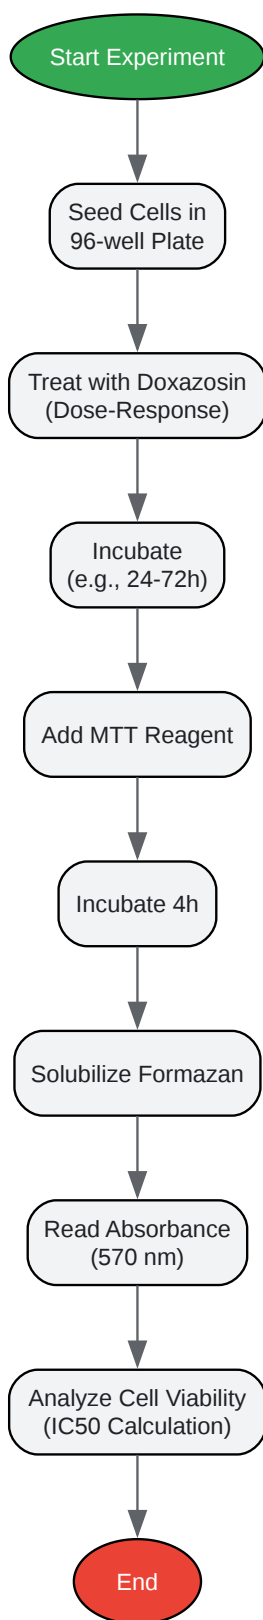 Start Experiment
Seed Cells in
96-well Plate
Treat with Doxazosin
(Dose-Response)
Incubate
(e.g., 24-72h)
Add MTT Reagent
Incubate 4h
Solubilize Formazan
Read Absorbance
(570 nm)
Analyze Cell Viability
(IC50 Calculation)
End